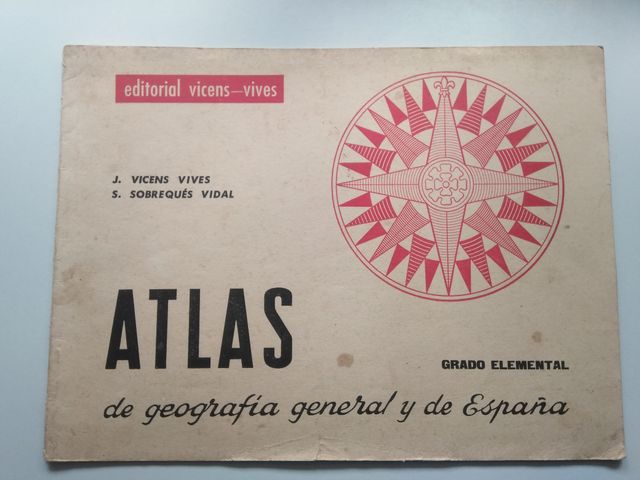 editorial vicens-vives
J. VICENS VIVES
S. SOBREQUÉS VIDAL
ATLAS
GRADO ELEMENTAL
de geografía general y de España